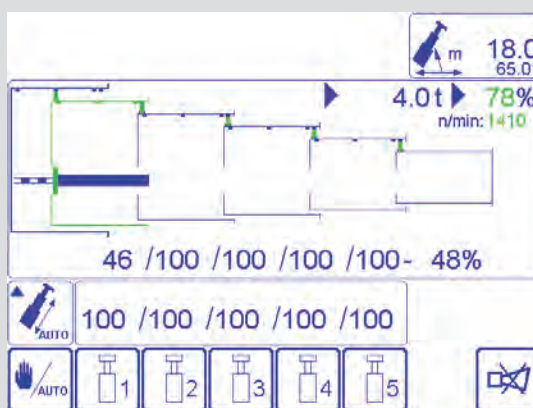 m 18.0
65.0°
4.0t 78%
n/min: 1410
46 /100 /100 /100 /100- 48%
AUTO
100 /100 /100 /100 /100
/AUTO 1 2 3 4 5